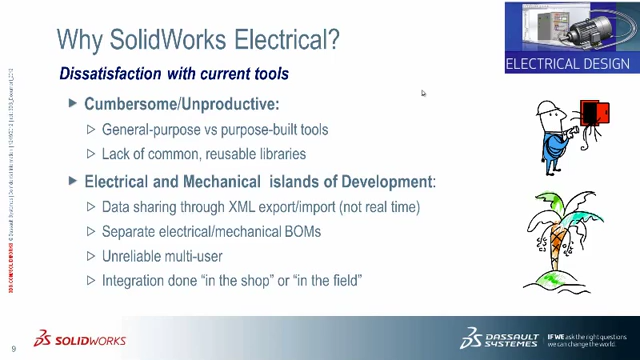 Why SolidWorks Electrical?
ELECTRICAL DESIGN
Dissatisfaction with current tools
Cumbersome/Unproductive:
General-purpose vs purpose-built tools
Lack of common, reusable libraries
Electrical and Mechanical islands of Development:
Data sharing through XML export/import (not real time)
Separate electrical/mechanical BOMs
Unreliable multi-user
Integration done “in the shop” or “in the field”
9
SOLIDWORKS
DASSAULT
SYSTEMES
IF WE ask the right questions
we can change the world.